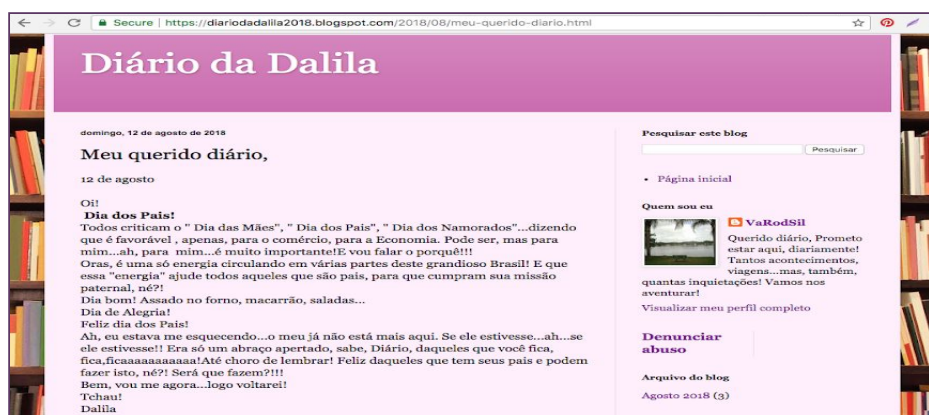 Secure | https://diariodadalila2018.blogspot.com/2018/08/meu-querido-diario.html
Diário da Dalila
domingo, 12 de agosto de 2018
Meu querido diário,
12 de agosto
Oi!
Dia dos Pais!
Todos criticam o " Dia das Mães", " Dia dos Pais", " Dia dos Namorados"...dizendo
que é favorável , apenas, para o comércio, para a Economia. Pode ser, mas para
mim...ah, para mim...é muito importante!E vou falar o porquê!!!
Oras, é uma só energia circulando em várias partes deste grandioso Brasil! E que
essa "energia" ajude todos aqueles que são pais, para que cumpram sua missão
paternal, né?!
Dia bom! Assado no forno, macarrão, saladas...
Dia de Alegria!
Feliz dia dos Pais!
Ah, eu estava me esquecendo...o meu já não está mais aqui. Se ele estivesse...ah...se
ele estivesse!! Era só um abraço apertado, sabe, Diário, daqueles que você fica,
fica,ficaaaaaaaaaaa!Até choro de lembrar! Feliz daqueles que tem seus pais e podem
fazer isto, né?! Será que fazem?!!!
Bem, vou me agora...logo voltarei!
Tchau!
Dalila
Pesquisar este blog
Pesquisar
Página inicial
Quem sou eu
VaRodSil
Querido diário, Prometo
estar aqui, diariamente!
Tantos acontecimentos,
viagens...mas, também,
quantas inquietações! Vamos nos
aventurar!
Visualizar meu perfil completo
Denunciar
abuso
Arquivo do blog
Agosto 2018 (3)